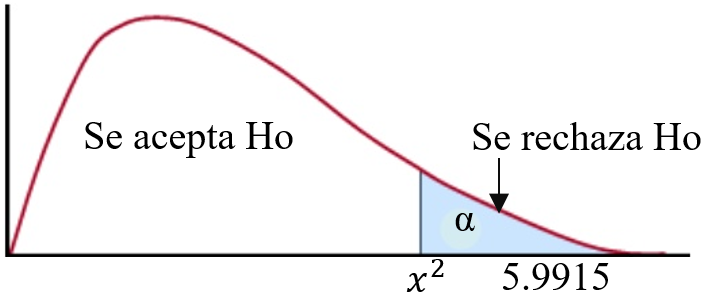 Se acepta Ho
Se rechaza Ho
α
x² 5.9915